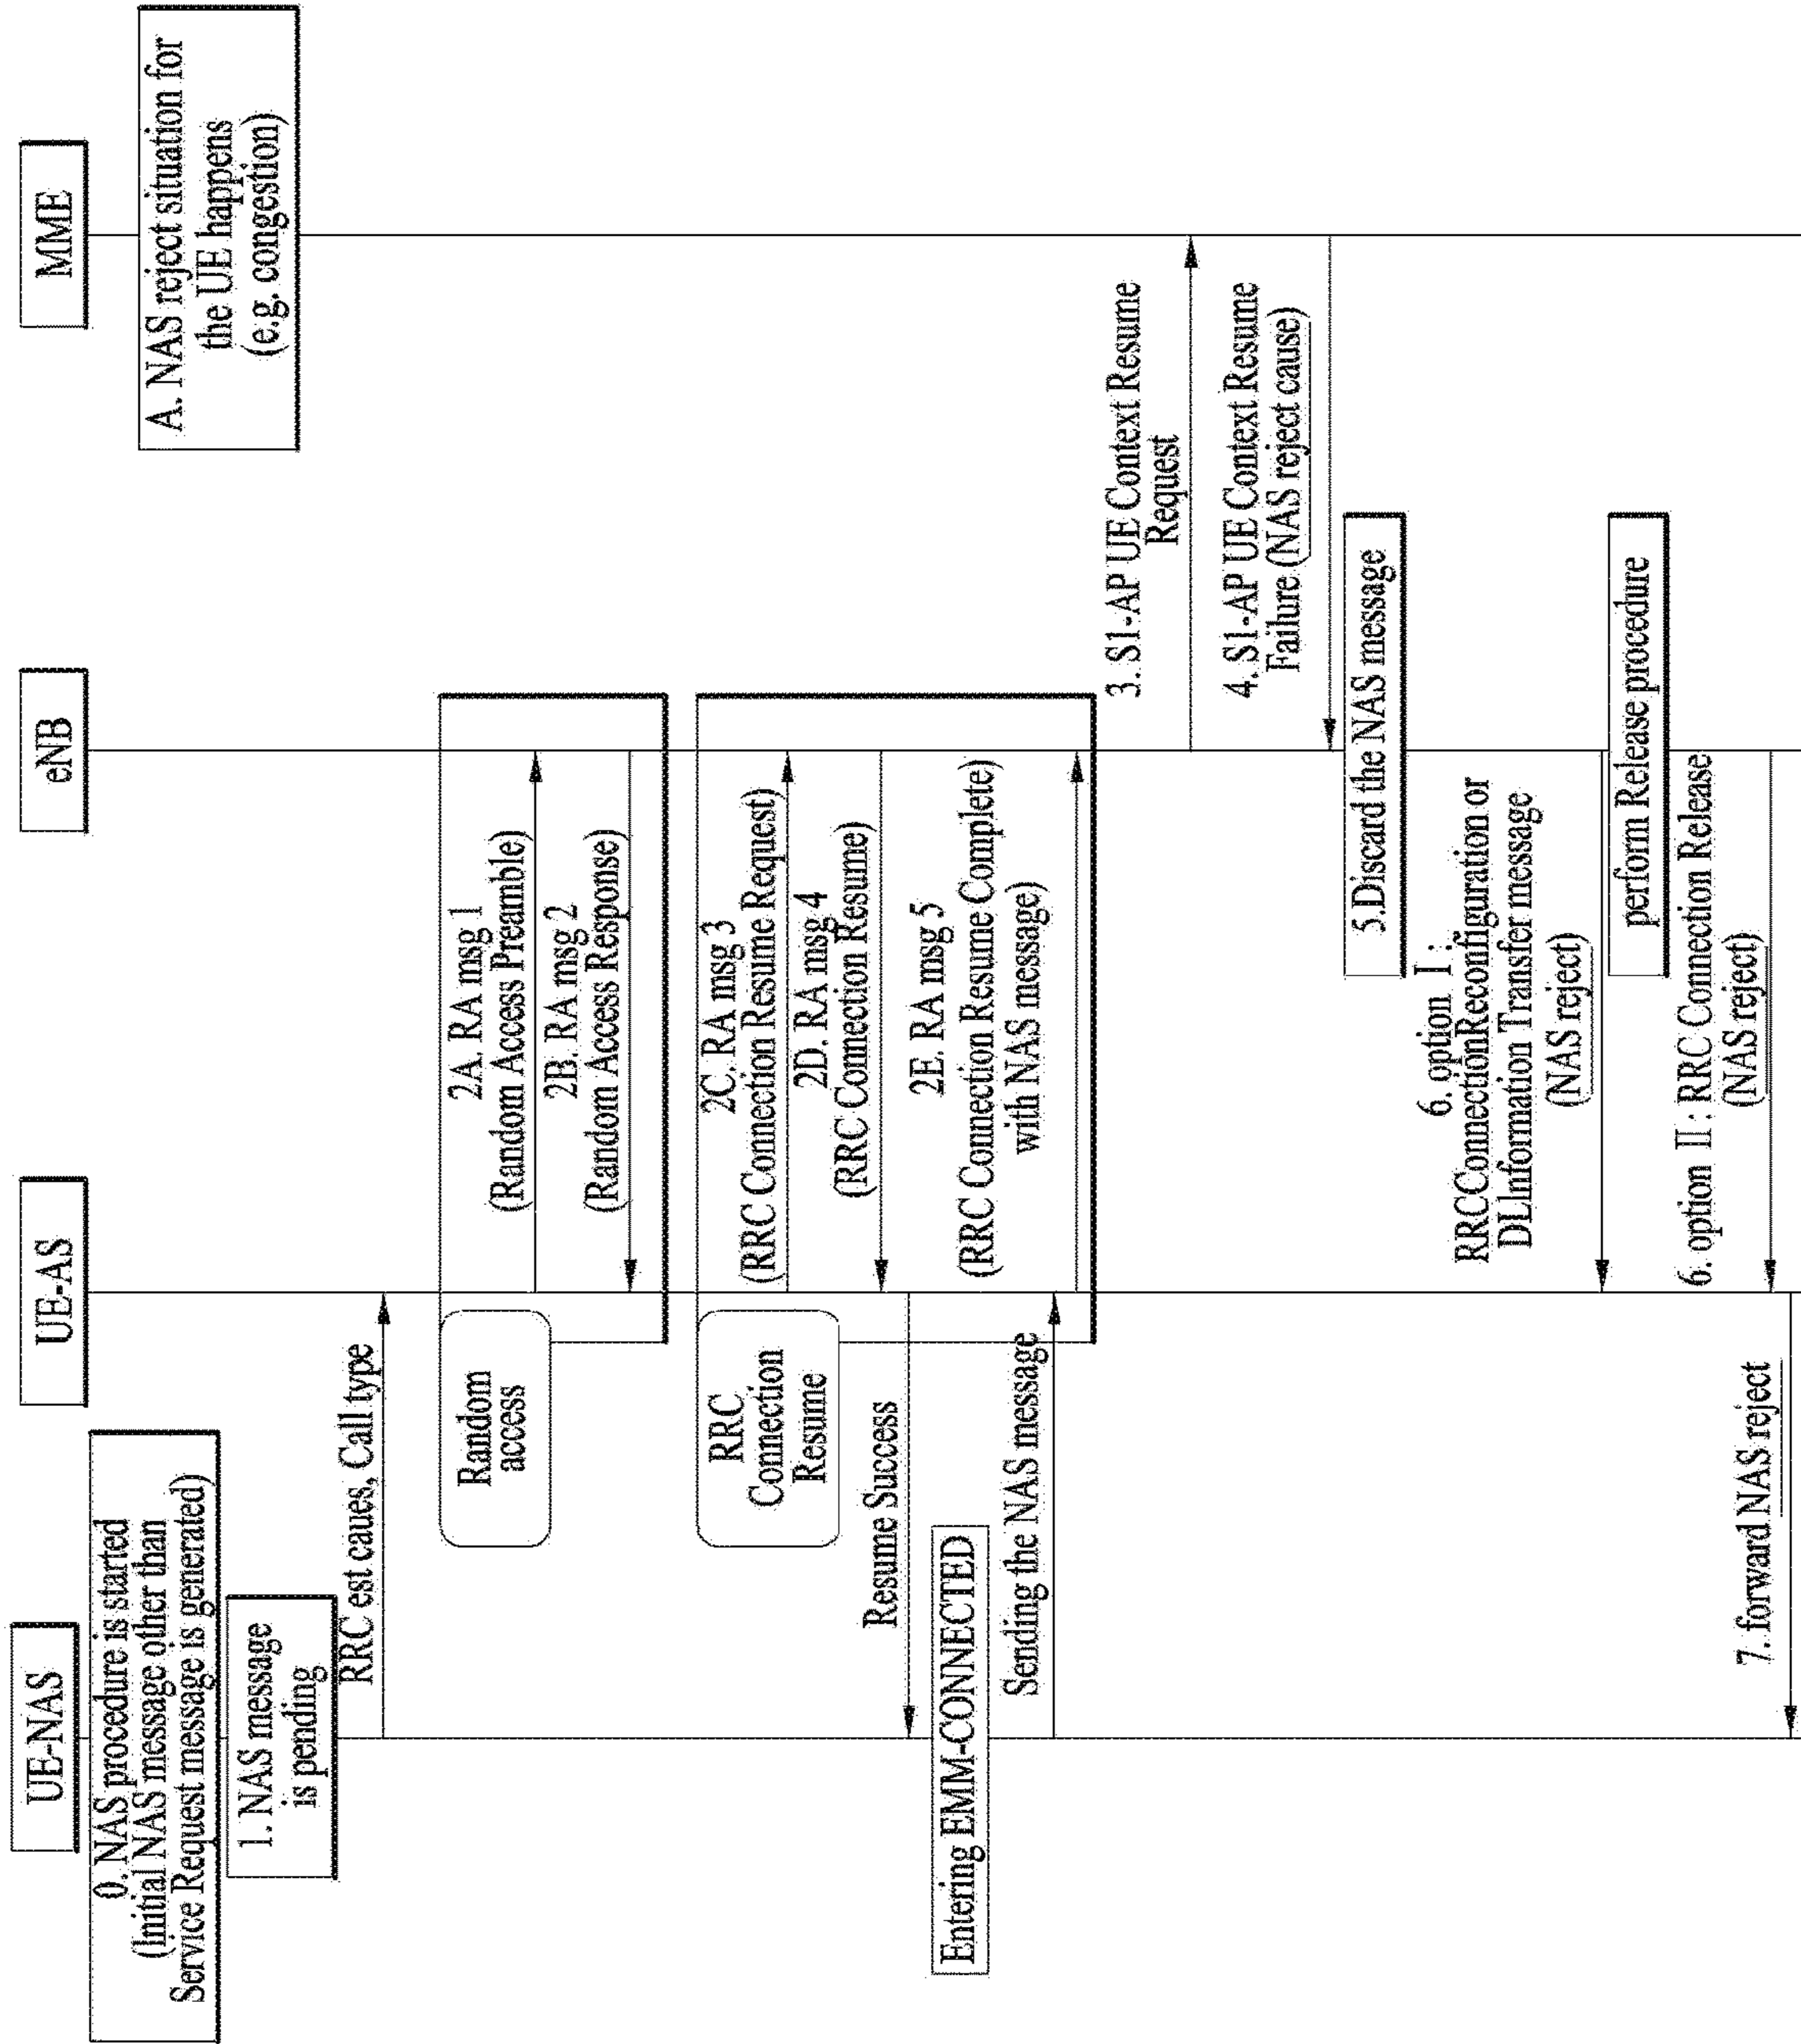 UE-NAS
UE-AS
eNB
MME
0. NAS procedure is started
(Initial NAS message other than
Service Request message is generated)
A. NAS reject situation for
the UE happens
(e.g. congestion)
1. NAS message
is pending
RRC est caues, Call type
Random
access
2A. RA msg 1
(Random Access Preamble)
2B. RA msg 2
(Random Access Response)
RRC
Connection
Resume
2C. RA msg 3
(RRC Connection Resume Request)
2D. RA msg 4
(RRC Connection Resume)
Resume Success
Entering EMM-CONNECTED
Sending the NAS message
2E. RA msg 5
(RRC Connection Resume Complete)
with NAS message)
3. S1-AP UE Context Resume
Request
4. S1-AP UE Context Resume
Failure (NAS reject cause)
5.Discard the NAS message
6. option I :
RRCConnectionReconfiguration or
DLInformation Transfer message
(NAS reject)
perform Release procedure
6. option II : RRC Connection Release
(NAS reject)
7. forward NAS reject